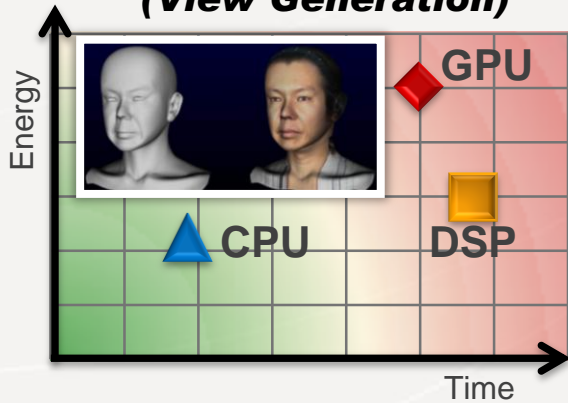 (View Generation)
Energy
GPU
CPU
DSP
Time